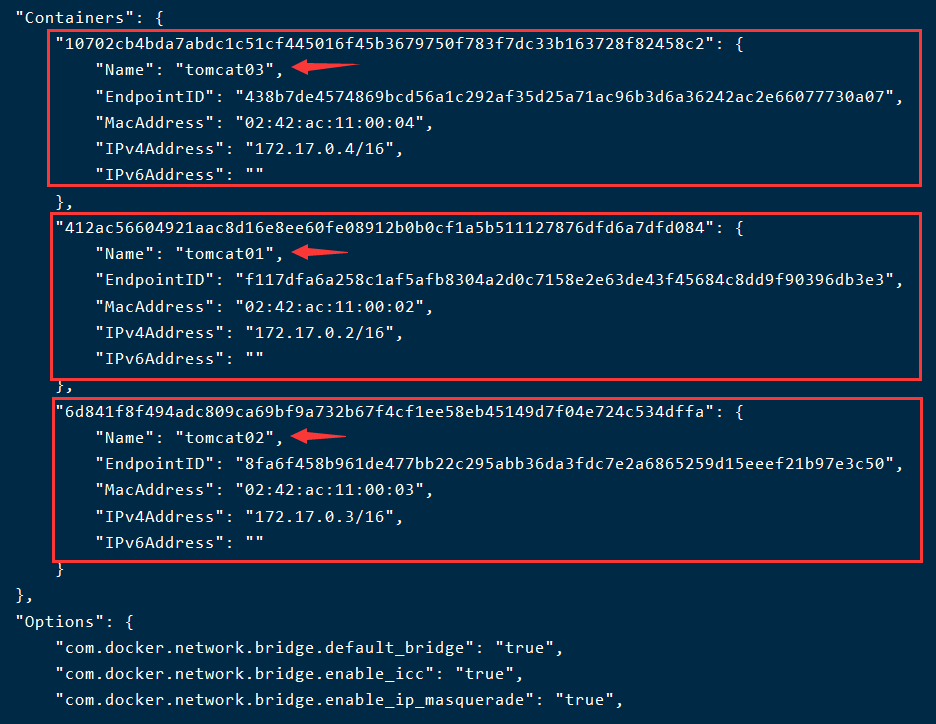 "Containers": {
"10702cb4bda7abdc1c51cf445016f45b3679750f783f7dc33b163728f82458c2": {
"Name": "tomcat03",
"EndpointID": "438b7de4574869bcd56a1c292af35d25a71ac96b3d6a36242ac2e66077730a07",
"MacAddress": "02:42:ac:11:00:04",
"IPv4Address": "172.17.0.4/16",
"IPv6Address": ""
},
"412ac56604921aac8d16e8ee60fe08912b0b0cf1a5b511127876dfd6a7dfd084": {
"Name": "tomcat01",
"EndpointID": "f117dfa6a258c1af5afb8304a2d0c7158e2e63de43f45684c8dd9f90396db3e3",
"MacAddress": "02:42:ac:11:00:02",
"IPv4Address": "172.17.0.2/16",
"IPv6Address": ""
},
"6d841f8f494adc809ca69bf9a732b67f4cf1ee58eb45149d7f04e724c534dffa": {
"Name": "tomcat02",
"EndpointID": "8fa6f458b961de477bb22c295abb36da3fdc7e2a6865259d15eeef21b97e3c50",
"MacAddress": "02:42:ac:11:00:03",
"IPv4Address": "172.17.0.3/16",
"IPv6Address": ""
}
},
"Options": {
"com.docker.network.bridge.default_bridge": "true",
"com.docker.network.bridge.enable_icc": "true",
"com.docker.network.bridge.enable_ip_masquerade": "true",